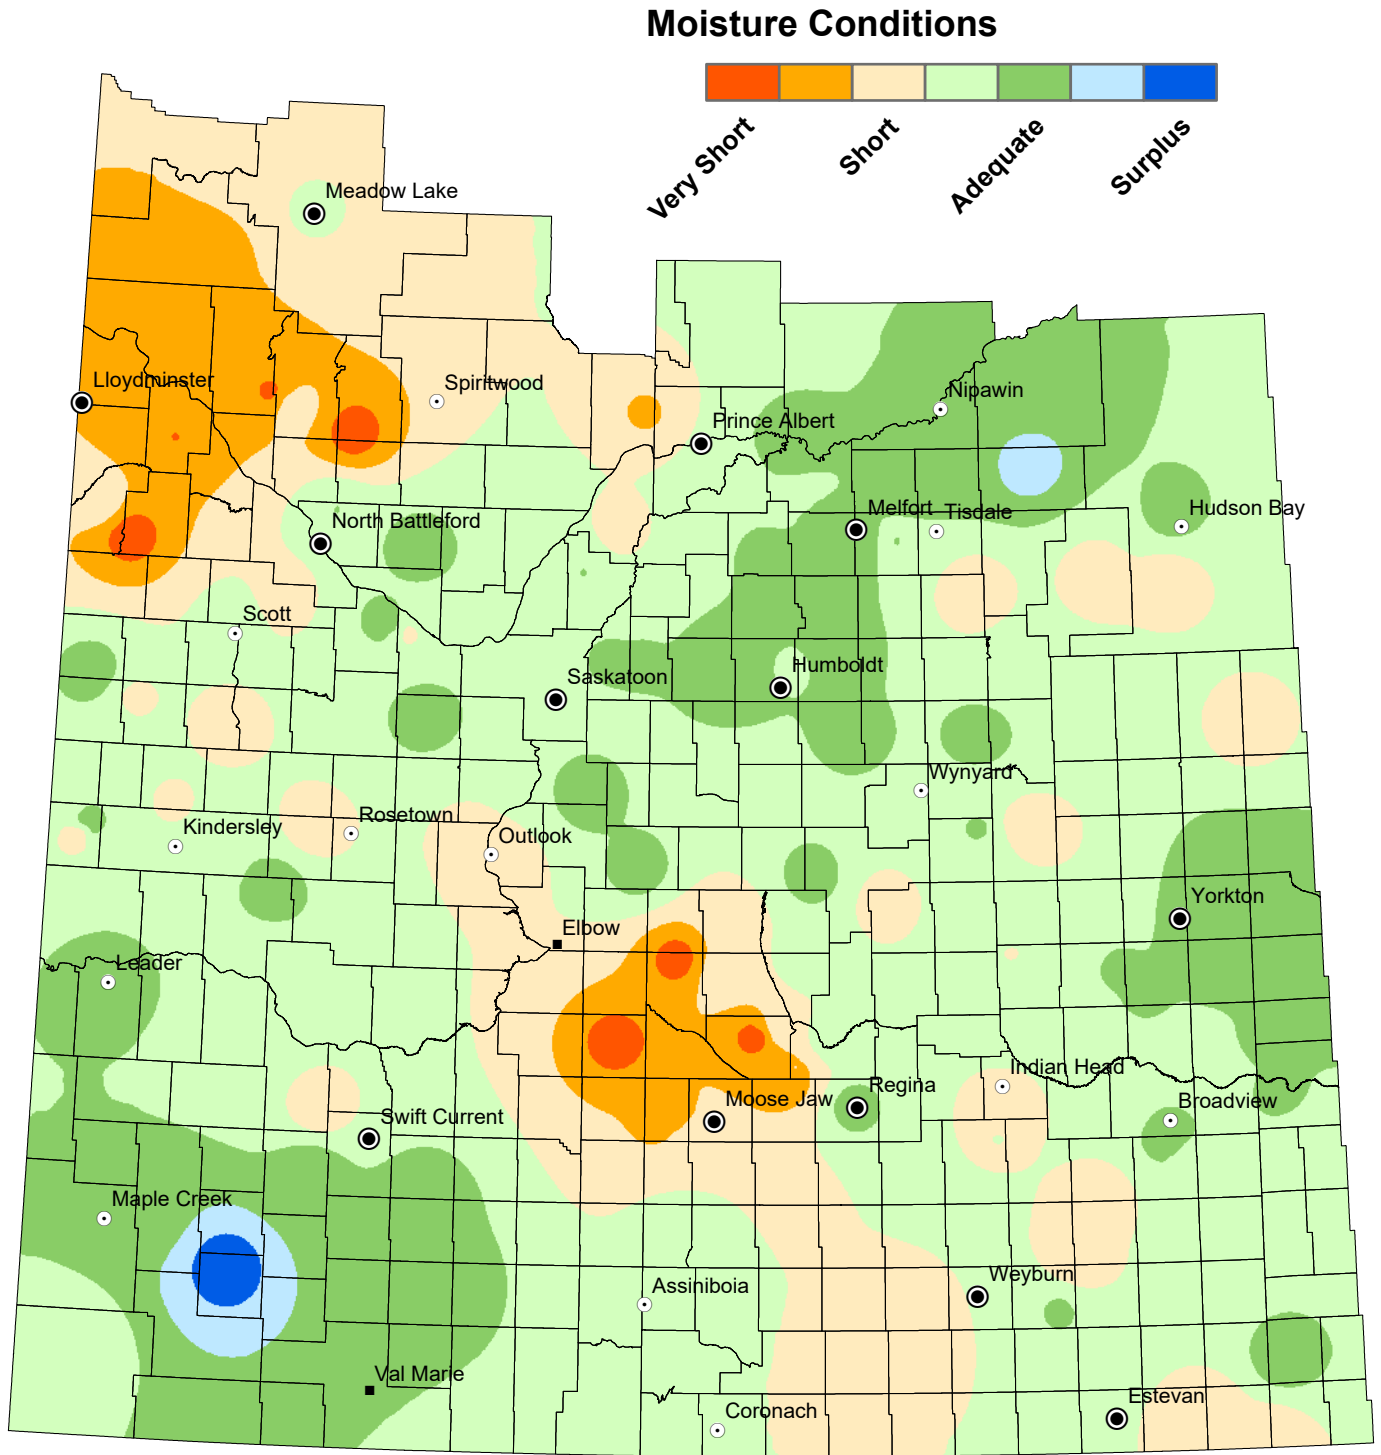 Moisture Conditions
Very Short
Short
Adequate
Surplus
Meadow Lake
Lloydminster
Spiritwood
Nipawin
Prince Albert
North Battleford
Melfort
Tisdale
Hudson Bay
Scott
Saskatoon
Humboldt
Wynyard
Kindersley
Rosetown
Outlook
Yorkton
Elbow
Leader
Indian Head
Regina
Moose Jaw
Broadview
Swift Current
Maple Creek
Assiniboia
Weyburn
Val Marie
Coronach
Estevan